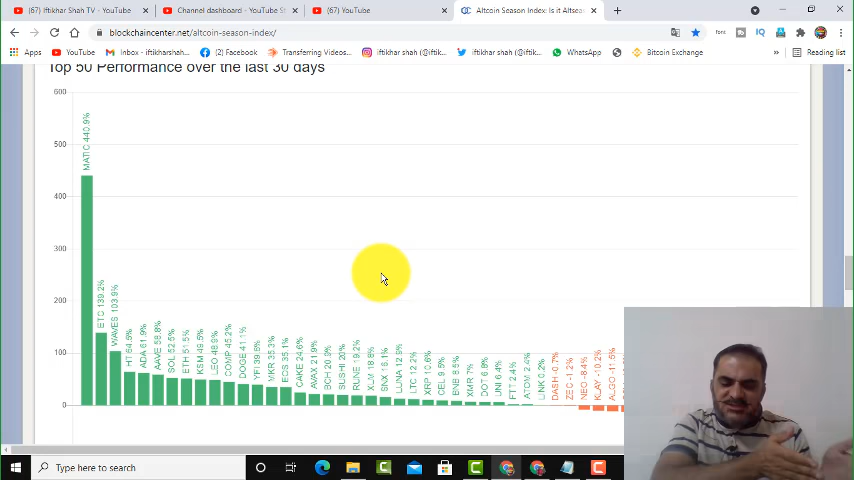 (67) Iftikhar Shah TV - YouTube
Channel dashboard - YouTube St
(67) YouTube
Altcoin Season Index: Is it Altseas
blockchaincenter.net/altcoin-season-index/
Apps
YouTube
Inbox - iftikharshah...
(2) Facebook
Transferring Videos...
iftikhar shah (@iftik...
iftikhar shah (@iftik...
WhatsApp
Bitcoin Exchange
Reading list
Top 50 Performance over the last 30 days
600
500
400
300
200
100
0
MATIC 440.9%
ETC 139.2%
WAVES 103.9%
HT 64.6%
ADA 61.9%
AAVE 58.8%
SOL 52.5%
ETH 51.5%
KSM 49.5%
LEO 48.9%
COMP 45.2%
DOGE 41.1%
YFI 39.8%
MKR 35.3%
EOS 35.1%
CAKE 24.6%
AVAX 21.9%
BCH 20.9%
SUSHI 20%
RUNE 19.2%
XLM 18.8%
SNX 16.1%
LUNA 12.9%
LTC 12.2%
XRP 10.6%
CEL 9.5%
BNB 8.5%
XMR 7%
DOT 6.8%
UNI 6.4%
FTT 2.4%
ATOM 2.4%
LINK 0.2%
DASH -0.7%
ZEC -1.2%
NEO -8.4%
KLAY -10.2%
ALGO -11.6%
Type here to search